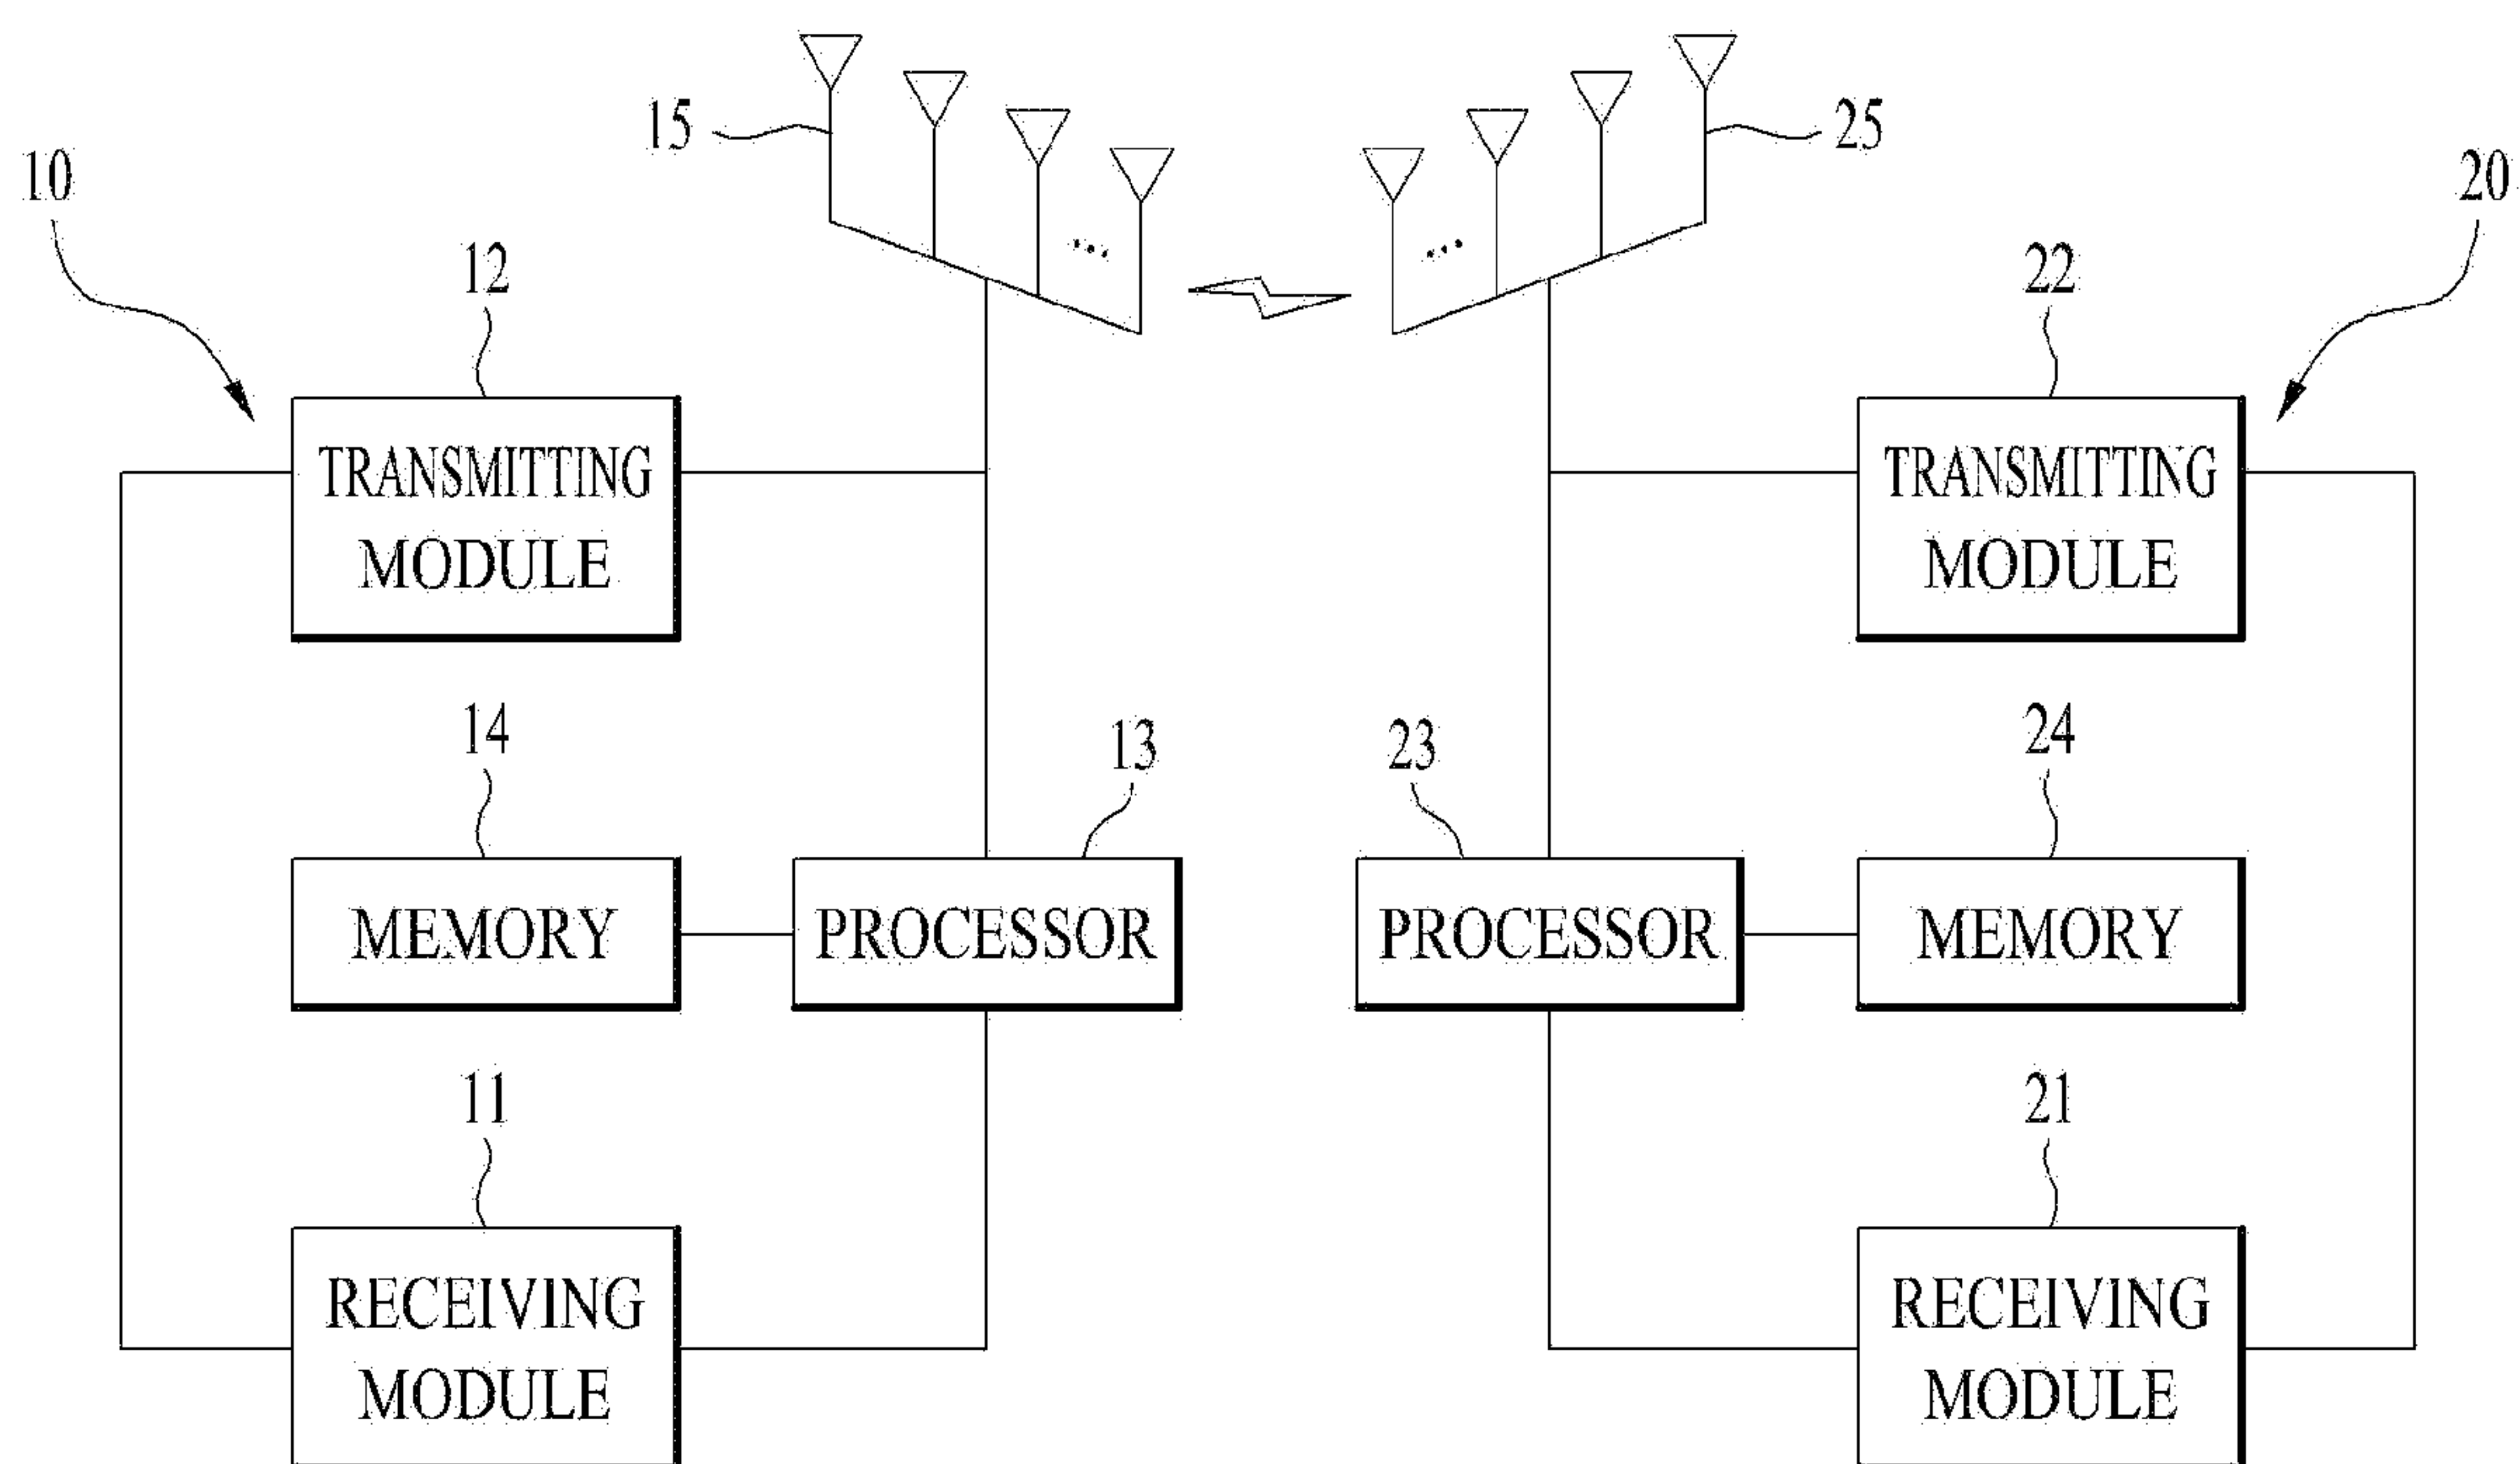 15
25
10
20
12
22
TRANSMITTING
MODULE
TRANSMITTING
MODULE
14
13
23
24
MEMORY
PROCESSOR
PROCESSOR
MEMORY
11
21
RECEIVING
MODULE
RECEIVING
MODULE